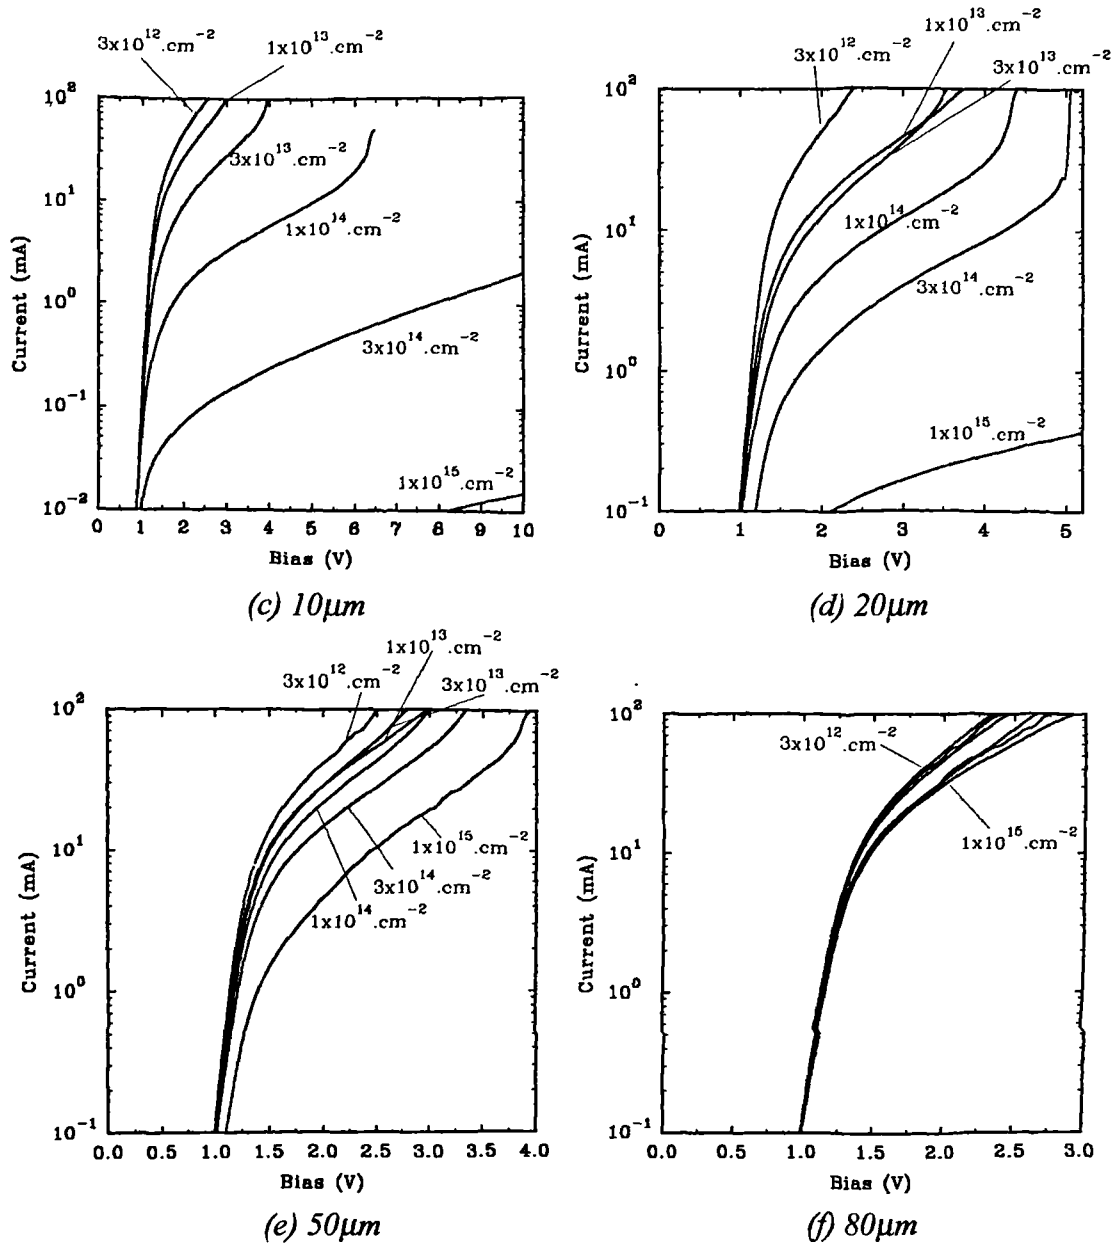 3x10^12.cm^-2
1x10^13.cm^-2
3x10^13.cm^-2
1x10^14.cm^-2
3x10^14.cm^-2
1x10^15.cm^-2
10^2
10^1
10^0
10^-1
10^-2
Current (mA)
0 1 2 3 4 5 6 7 8 9 10
Bias (V)
(c) 10μm
3x10^12.cm^-2
1x10^13.cm^-2
3x10^13.cm^-2
1x10^14.cm^-2
3x10^14.cm^-2
1x10^15.cm^-2
10^2
10^1
10^0
10^-1
Current (mA)
0 1 2 3 4 5
Bias (V)
(d) 20μm
3x10^12.cm^-2
1x10^13.cm^-2
3x10^13.cm^-2
1x10^15.cm^-2
3x10^14.cm^-2
1x10^14.cm^-2
10^2
10^1
10^0
10^-1
Current (mA)
0.0 0.5 1.0 1.5 2.0 2.5 3.0 3.5 4.0
Bias (V)
(e) 50μm
3x10^12.cm^-2
1x10^15.cm^-2
10^2
10^1
10^0
10^-1
Current (mA)
0.0 0.5 1.0 1.5 2.0 2.5 3.0
Bias (V)
(f) 80μm